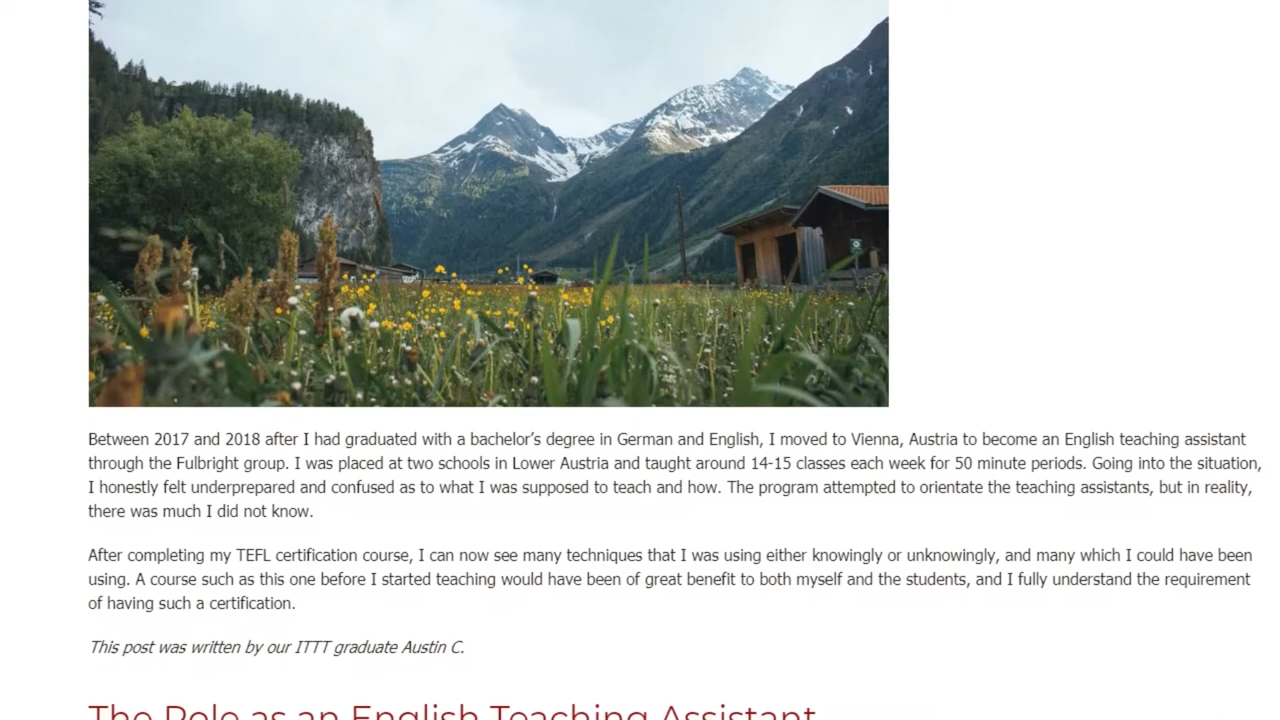 Between 2017 and 2018 after I had graduated with a bachelor's degree in German and English, I moved to Vienna, Austria to become an English teaching assistant
through the Fulbright group. I was placed at two schools in Lower Austria and taught around 14-15 classes each week for 50 minute periods. Going into the situation,
I honestly felt underprepared and confused as to what I was supposed to teach and how. The program attempted to orientate the teaching assistants, but in reality,
there was much I did not know.
After completing my TEFL certification course, I can now see many techniques that I was using either knowingly or unknowingly, and many which I could have been
using. A course such as this one before I started teaching would have been of great benefit to both myself and the students, and I fully understand the requirement
of having such a certification.
This post was written by our ITTT graduate Austin C.
The Role as an English Teaching Assistant